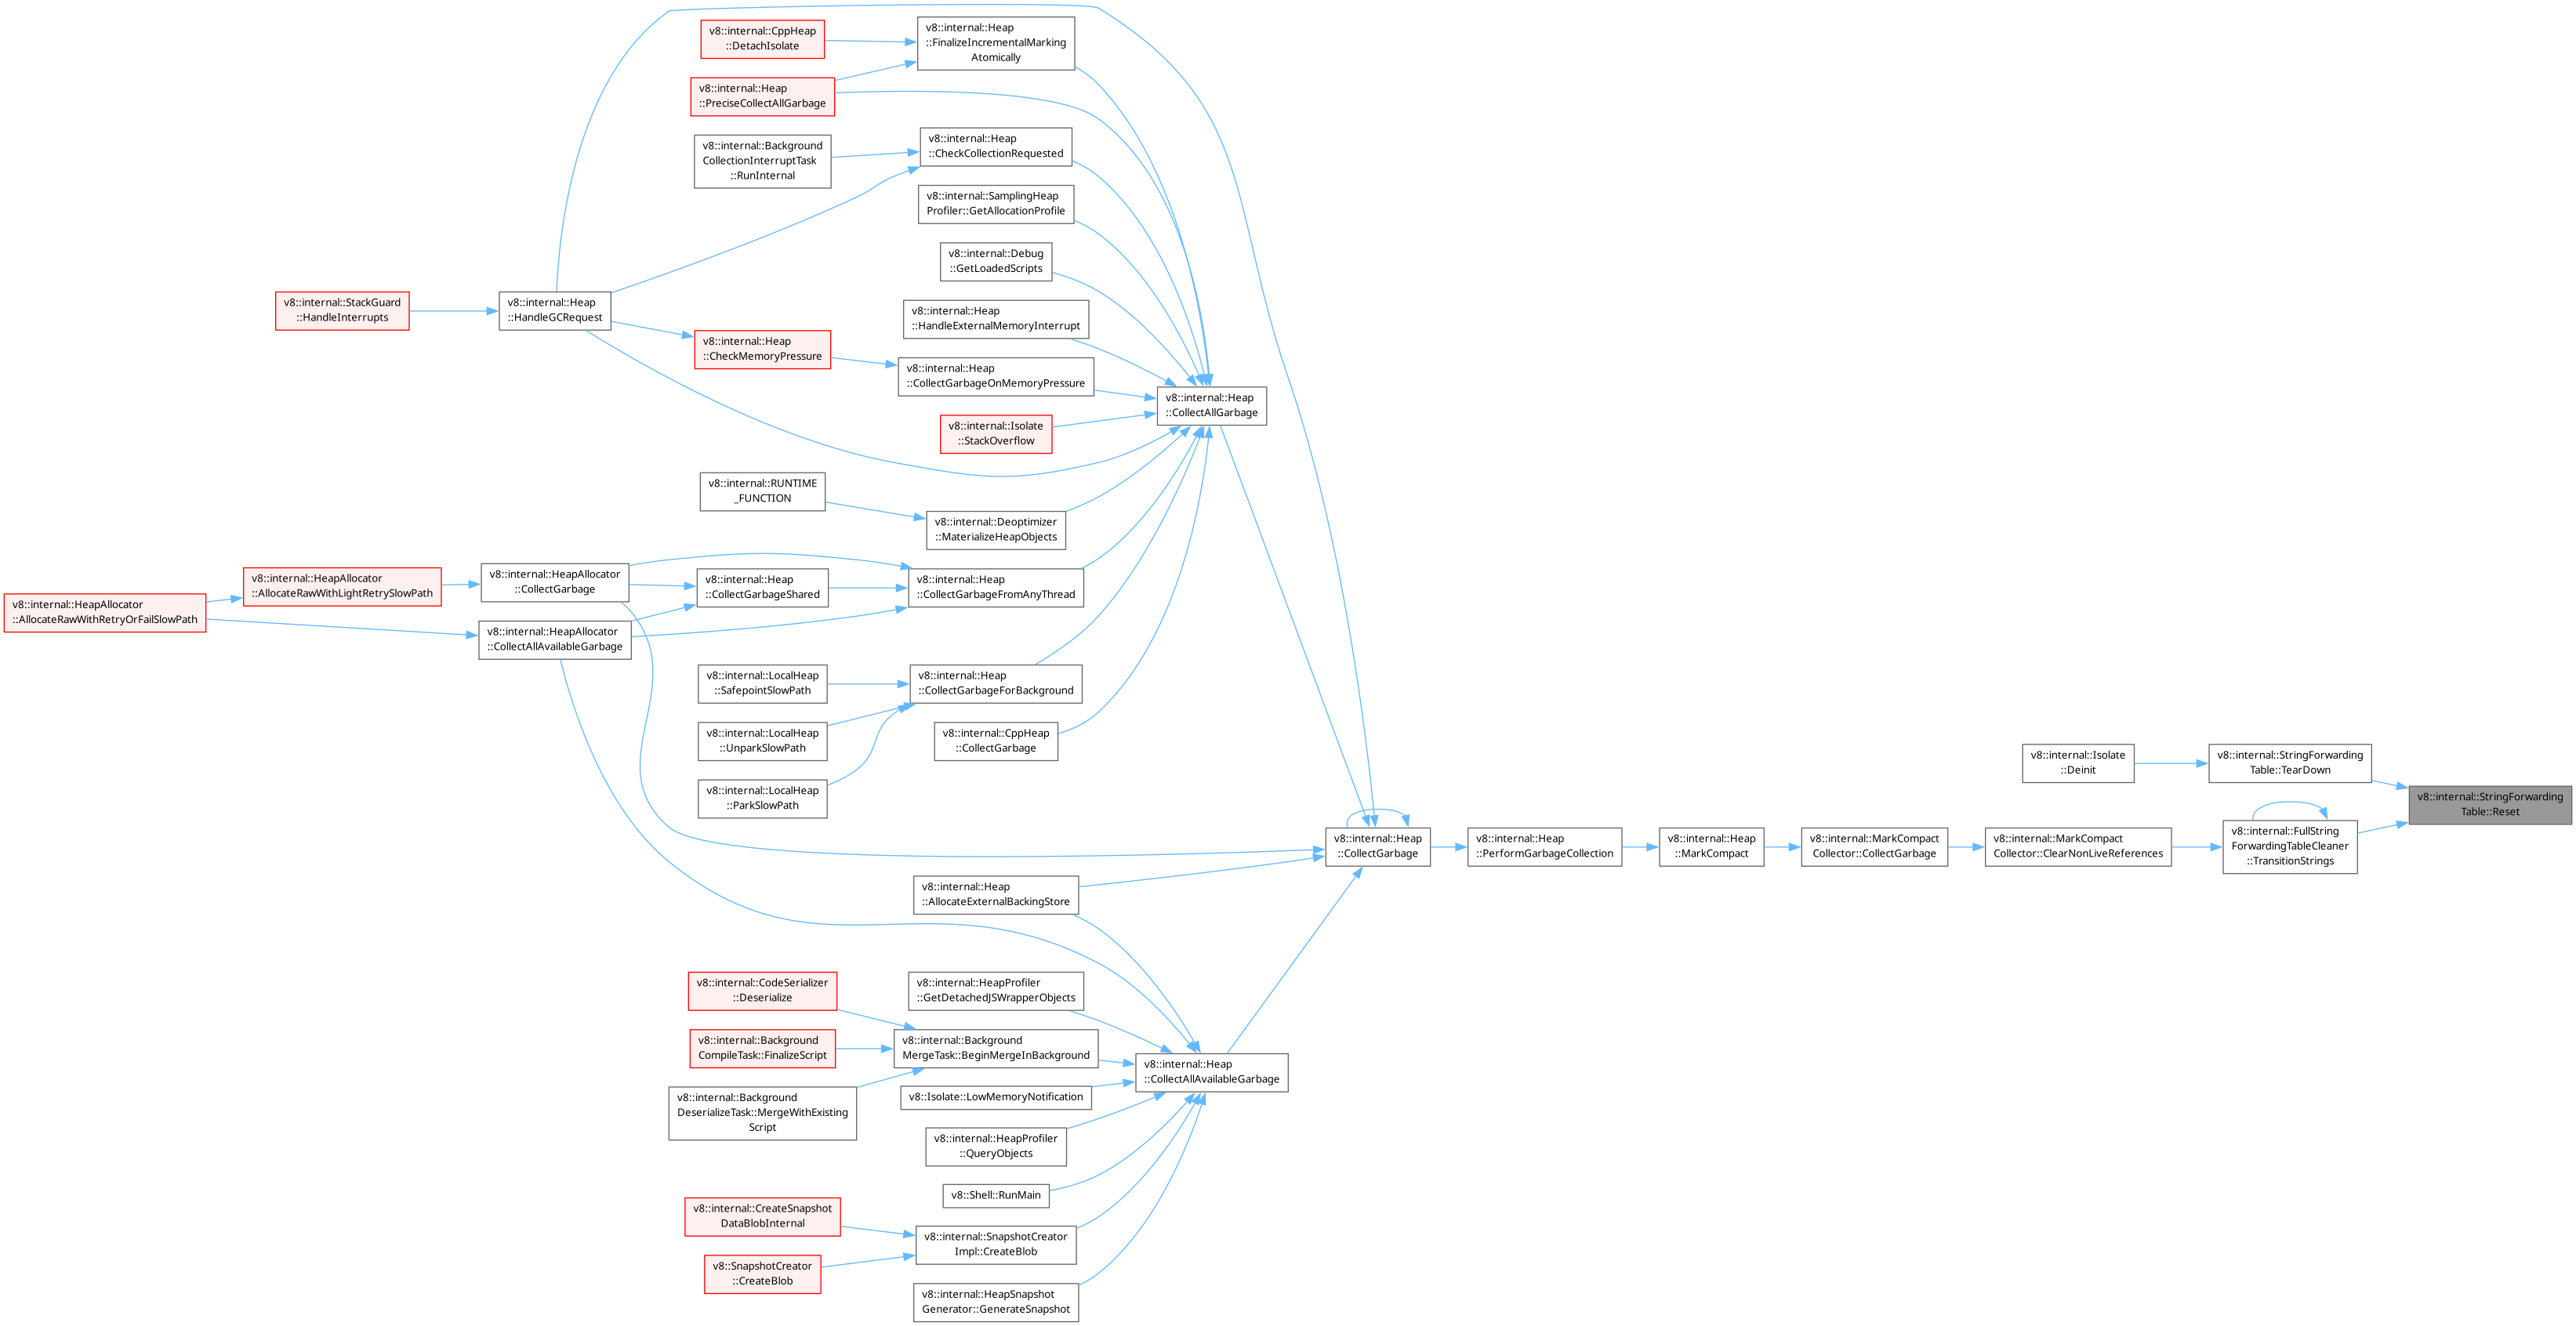 v8::internal::CppHeap
::DetachIsolate
v8::internal::Heap
::FinalizeIncrementalMarking
Atomically
v8::internal::Heap
::PreciseCollectAllGarbage
v8::internal::Background
CollectionInterruptTask
::RunInternal
v8::internal::Heap
::CheckCollectionRequested
v8::internal::SamplingHeap
Profiler::GetAllocationProfile
v8::internal::Debug
::GetLoadedScripts
v8::internal::StackGuard
::HandleInterrupts
v8::internal::Heap
::HandleGCRequest
v8::internal::Heap
::HandleExternalMemoryInterrupt
v8::internal::Heap
::CheckMemoryPressure
v8::internal::Heap
::CollectGarbageOnMemoryPressure
v8::internal::Heap
::CollectAllGarbage
v8::internal::Isolate
::StackOverflow
v8::internal::RUNTIME
_FUNCTION
v8::internal::Deoptimizer
::MaterializeHeapObjects
v8::internal::HeapAllocator
::AllocateRawWithRetryOrFailSlowPath
v8::internal::HeapAllocator
::AllocateRawWithLightRetrySlowPath
v8::internal::HeapAllocator
::CollectGarbage
v8::internal::Heap
::CollectGarbageShared
v8::internal::Heap
::CollectGarbageFromAnyThread
v8::internal::HeapAllocator
::CollectAllAvailableGarbage
v8::internal::LocalHeap
::SafepointSlowPath
v8::internal::Heap
::CollectGarbageForBackground
v8::internal::LocalHeap
::UnparkSlowPath
v8::internal::CppHeap
::CollectGarbage
v8::internal::LocalHeap
::ParkSlowPath
v8::internal::Isolate
::Deinit
v8::internal::StringForwarding
Table::TearDown
v8::internal::StringForwarding
Table::Reset
v8::internal::Heap
::CollectGarbage
v8::internal::Heap
::PerformGarbageCollection
v8::internal::Heap
::MarkCompact
v8::internal::MarkCompact
Collector::CollectGarbage
v8::internal::MarkCompact
Collector::ClearNonLiveReferences
v8::internal::FullString
ForwardingTableCleaner
::TransitionStrings
v8::internal::Heap
::AllocateExternalBackingStore
v8::internal::CodeSerializer
::Deserialize
v8::internal::HeapProfiler
::GetDetachedJSWrapperObjects
v8::internal::Background
CompileTask::FinalizeScript
v8::internal::Background
MergeTask::BeginMergeInBackground
v8::internal::Heap
::CollectAllAvailableGarbage
v8::internal::Background
DeserializeTask::MergeWithExisting
Script
v8::Isolate::LowMemoryNotification
v8::internal::HeapProfiler
::QueryObjects
v8::Shell::RunMain
v8::internal::CreateSnapshot
DataBlobInternal
v8::internal::SnapshotCreator
Impl::CreateBlob
v8::SnapshotCreator
::CreateBlob
v8::internal::HeapSnapshot
Generator::GenerateSnapshot